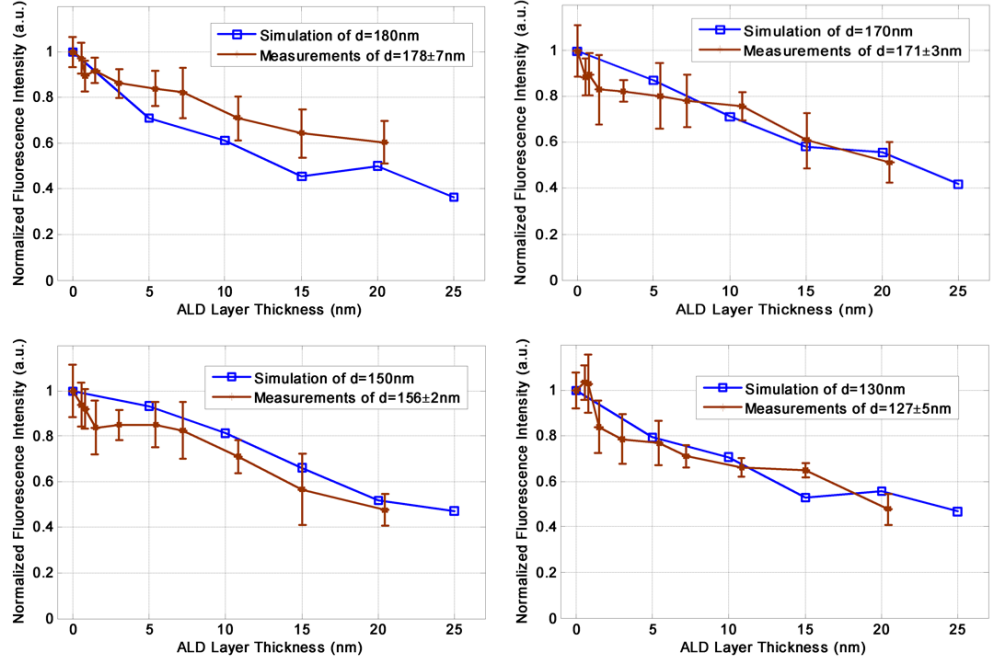 Normalized Fluorescence Intensity (a.u.)
1
0.8
0.6
0.4
0.2
0
Simulation of d=180nm
Measurements of d=178±7nm
0 5 10 15 20 25
ALD Layer Thickness (nm)
Normalized Fluorescence Intensity (a.u.)
1
0.8
0.6
0.4
0.2
0
Simulation of d=170nm
Measurements of d=171±3nm
0 5 10 15 20 25
ALD Layer Thickness (nm)
Normalized Fluorescence Intensity (a.u.)
1
0.8
0.6
0.4
0.2
0
Simulation of d=150nm
Measurements of d=156±2nm
0 5 10 15 20 25
ALD Layer Thickness (nm)
Normalized Fluorescence Intensity (a.u.)
1
0.8
0.6
0.4
0.2
0
Simulation of d=130nm
Measurements of d=127±5nm
0 5 10 15 20 25
ALD Layer Thickness (nm)